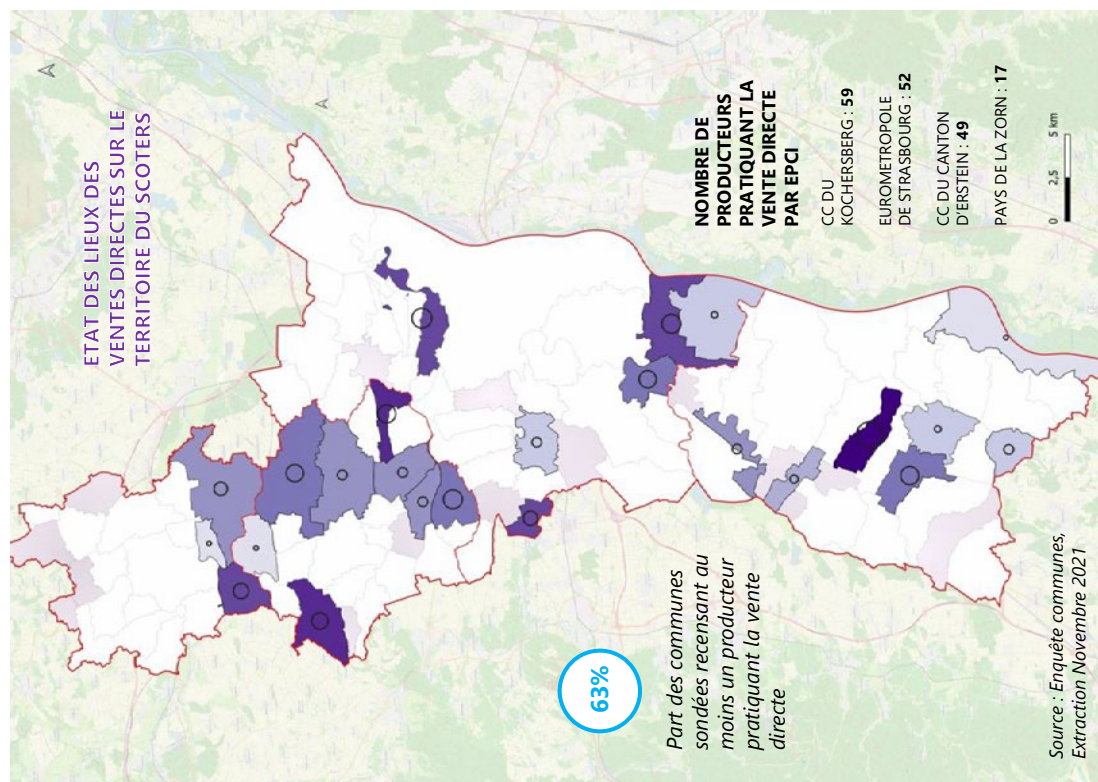 ETAT DES LIEUX DES
VENTES DIRECTES SUR LE
TERRITOIRE DU SCOTERS
63%
Part des communes
sondées recensant au
moins un producteur
pratiquant la vente
directe
NOMBRE DE
PRODUCTEURS
PRATIQUANT LA
VENTE DIRECTE
PAR EPCI
CC DU
KOCHERSBERG : 59
EUROMETROPOLE
DE STRASBOURG : 52
CC DU CANTON
D'ERSTEIN : 49
PAYS DE LA ZORN : 17
0 2,5 5 km
Source : Enquête communes,
Extraction Novembre 2021